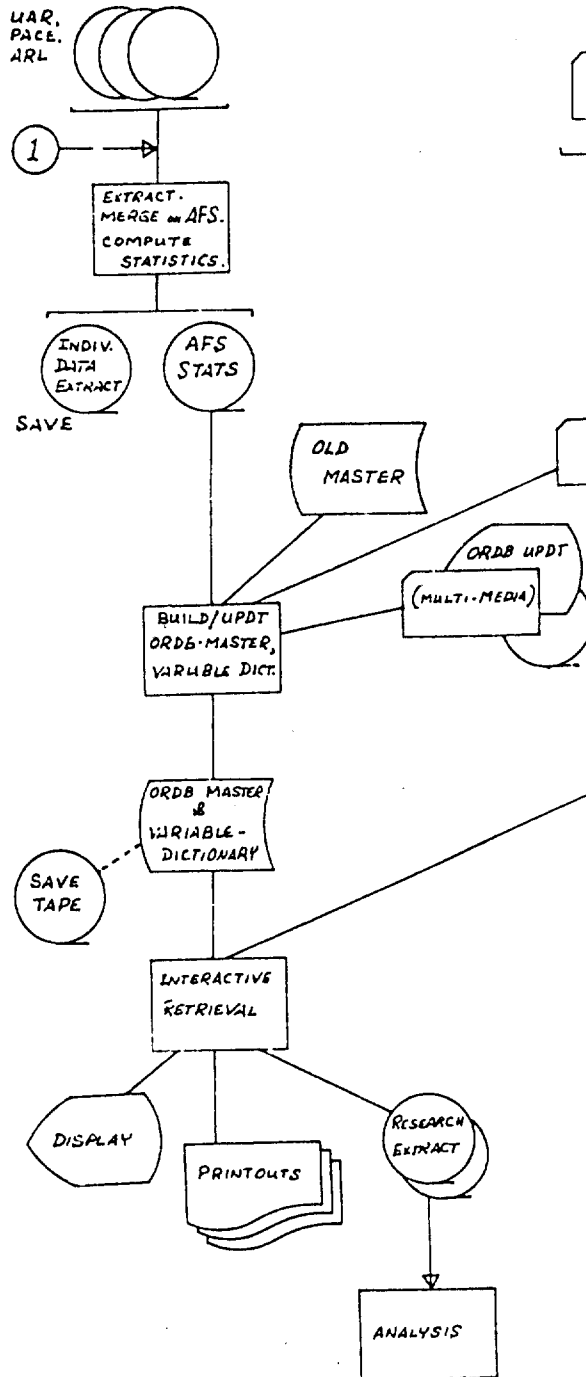 UAR,
PACE.
ARL
1
EXTRACT.
MERGE on AFS.
COMPUTE
STATISTICS.
INDIV.
DATA
EXTRACT
AFS
STATS
SAVE
OLD
MASTER
ORDB UPDT
(MULTI-MEDIA)
BUILD/UPDT
ORDB-MASTER,
VARIABLE DICT.
ORDB MASTER
&
VARIABLE-
DICTIONARY
SAVE
TAPE
INTERACTIVE
RETRIEVAL
DISPLAY
PRINTOUTS
RESEARCH
EXTRACT
ANALYSIS